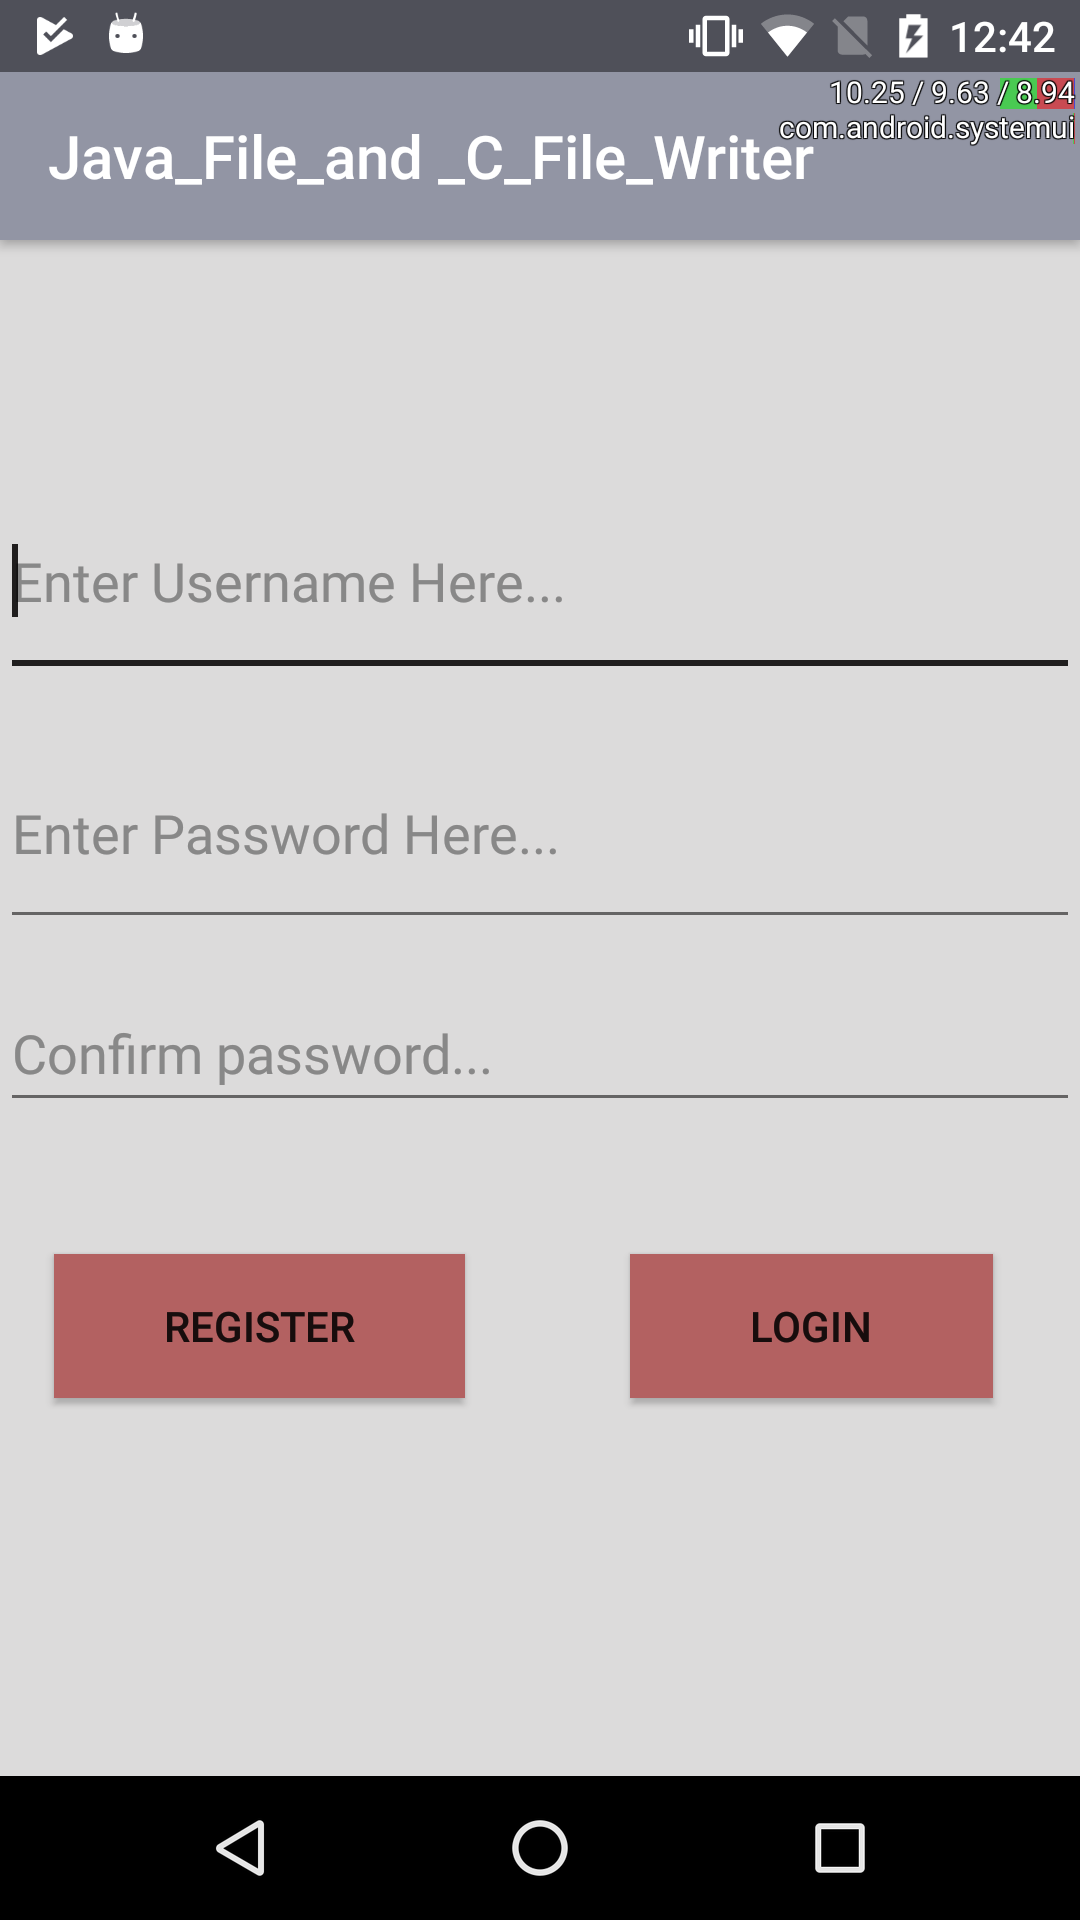 12:42
10.25 / 9.63 / 8.94
com.android.systemui
Java_File_and _C_File_Writer
Enter Username Here...
Enter Password Here...
Confirm password...
REGISTER
LOGIN